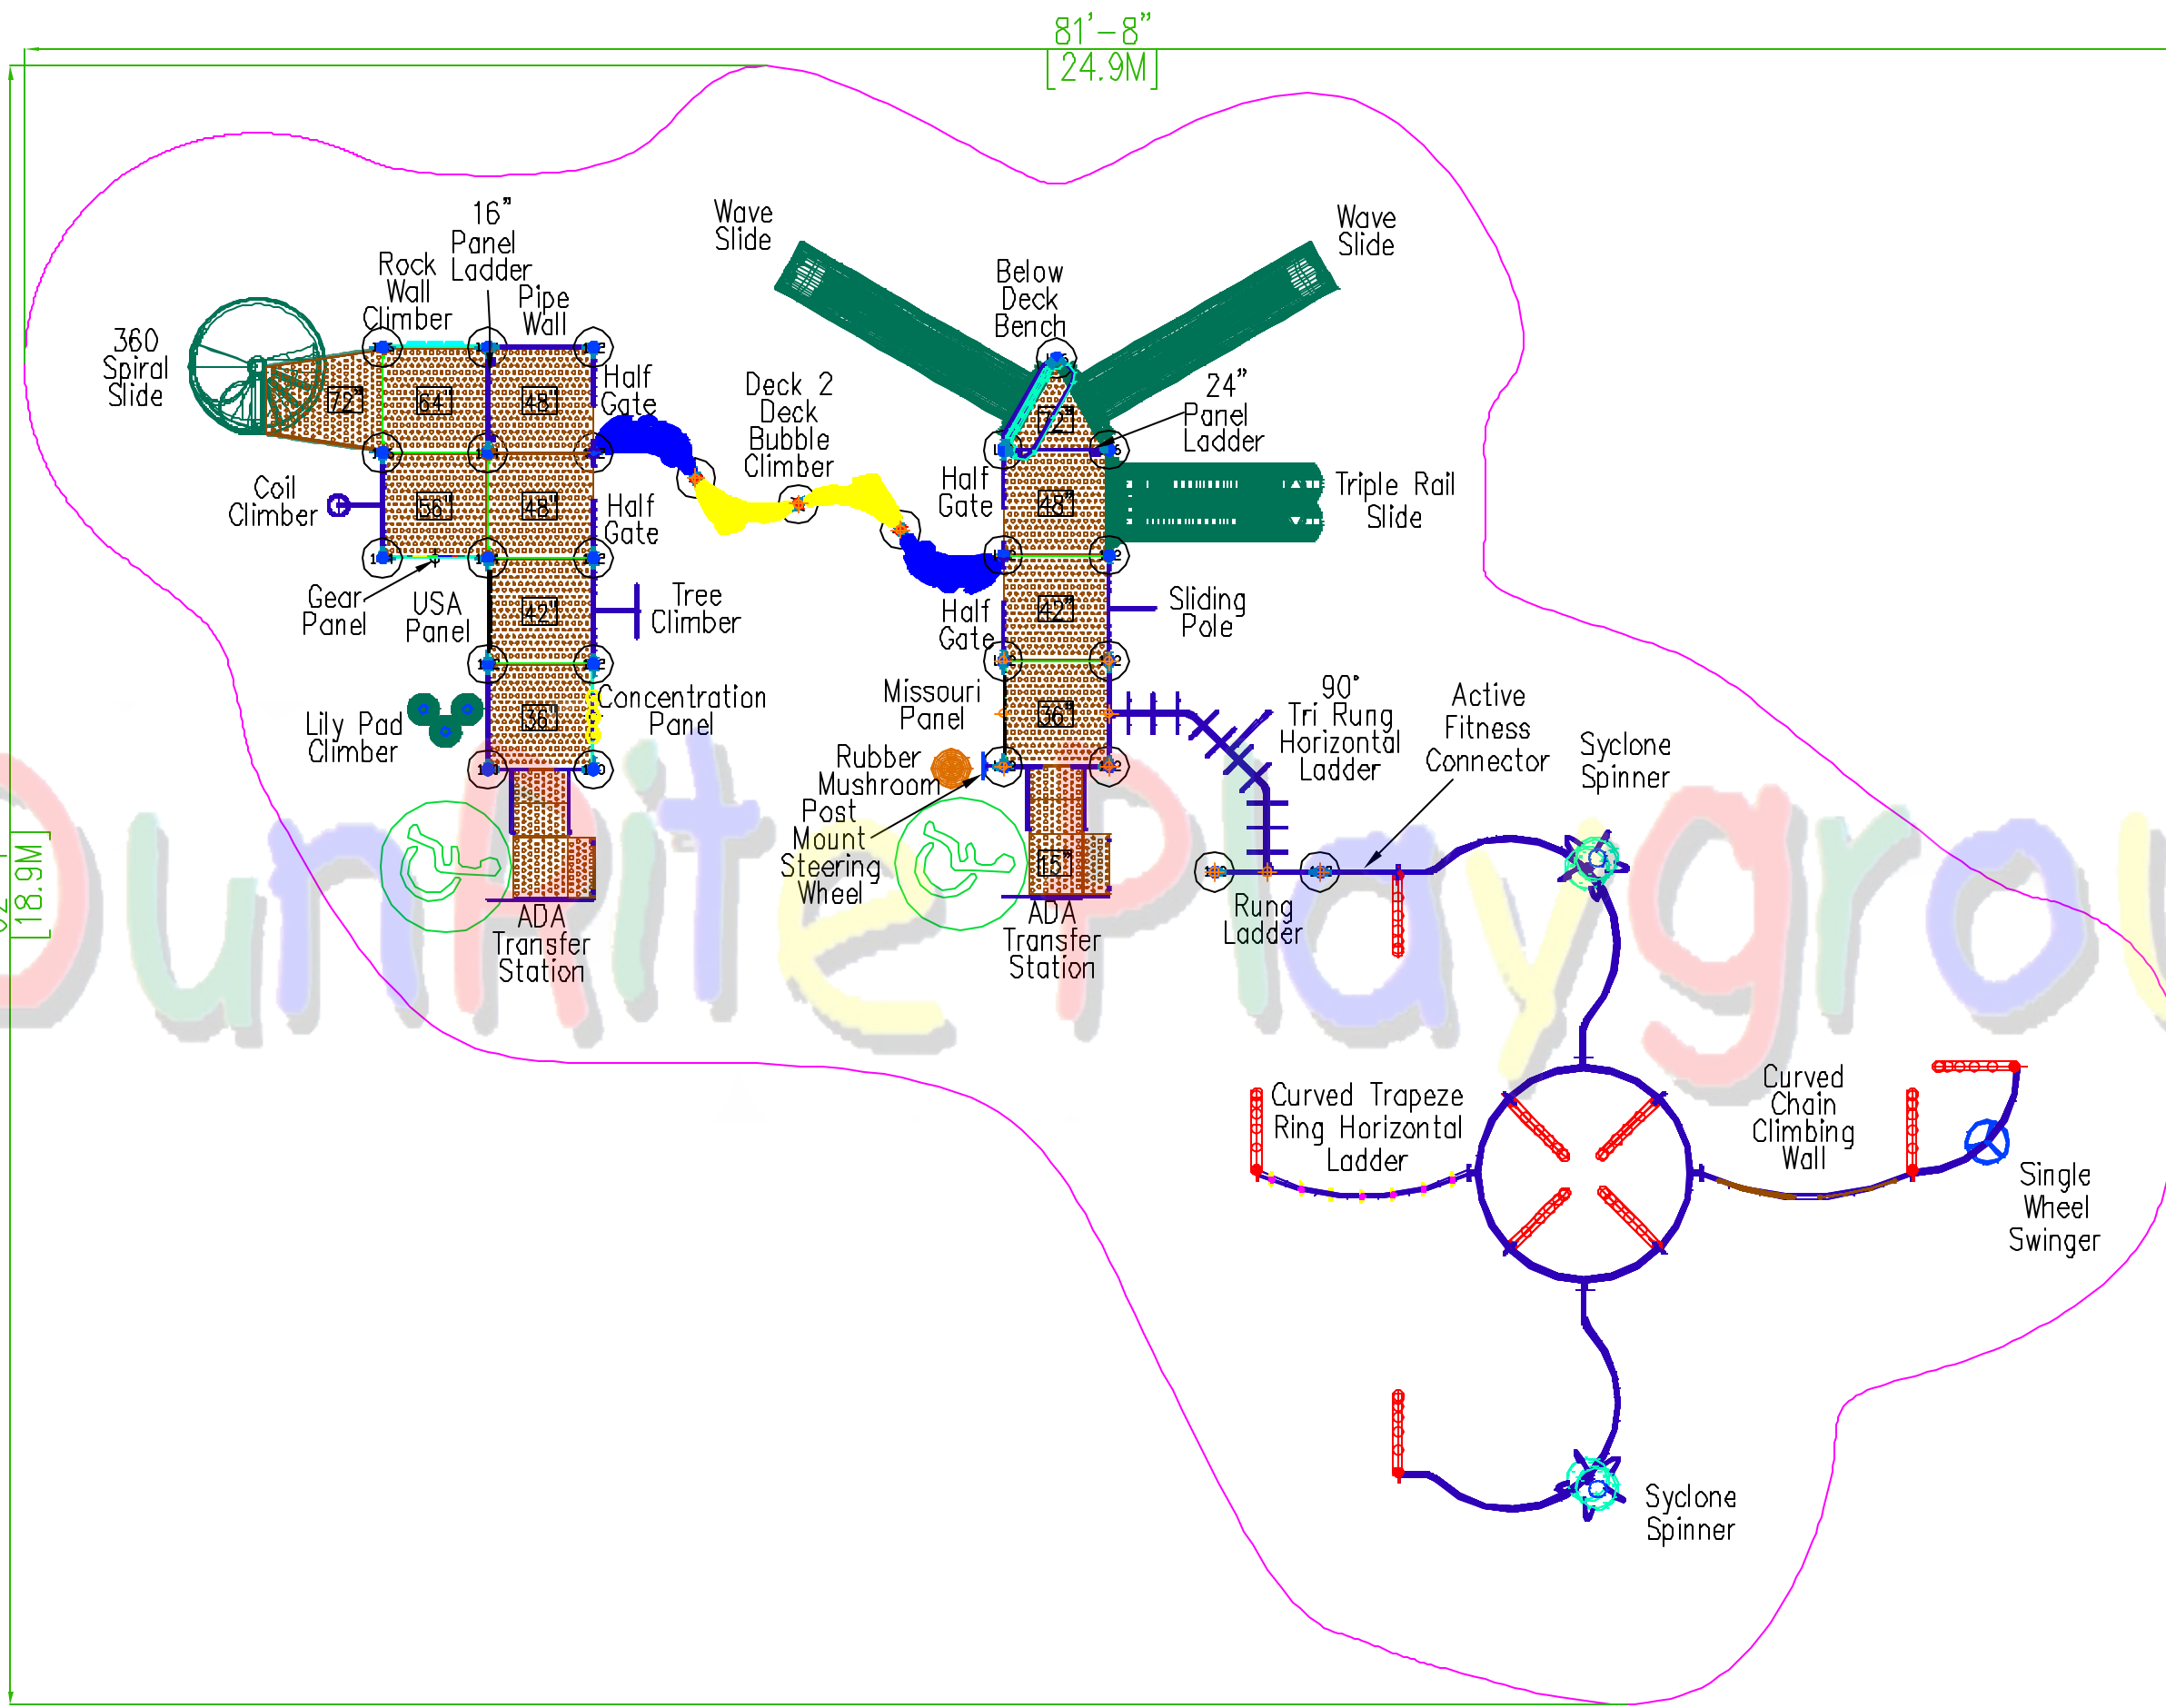 81'-8"
[24.9M]
[18.9M]
16"
Panel
Ladder
Rock
Wall
Climber
Pipe
Wall
360
Spiral
Slide
72"
64"
48"
Half
Gate
Coil
Climber
56"
48"
Half
Gate
Gear
Panel
USA
Panel
42"
Tree
Climber
Lily Pad
Climber
36"
Concentration
Panel
ADA
Transfer
Station
Deck 2
Deck
Bubble
Climber
Wave
Slide
Below
Deck
Bench
Wave
Slide
24"
Panel
Ladder
72"
Half
Gate
48"
Triple Rail
Slide
Half
Gate
42"
Sliding
Pole
Missouri
Panel
36"
Rubber
Mushroom
Post
Mount
Steering
Wheel
15"
ADA
Transfer
Station
90°
Tri Rung
Horizontal
Ladder
Active
Fitness
Connector
Rung
Ladder
Syclone
Spinner
Curved Trapeze
Ring Horizontal
Ladder
Curved
Chain
Climbing
Wall
Single
Wheel
Swinger
Syclone
Spinner